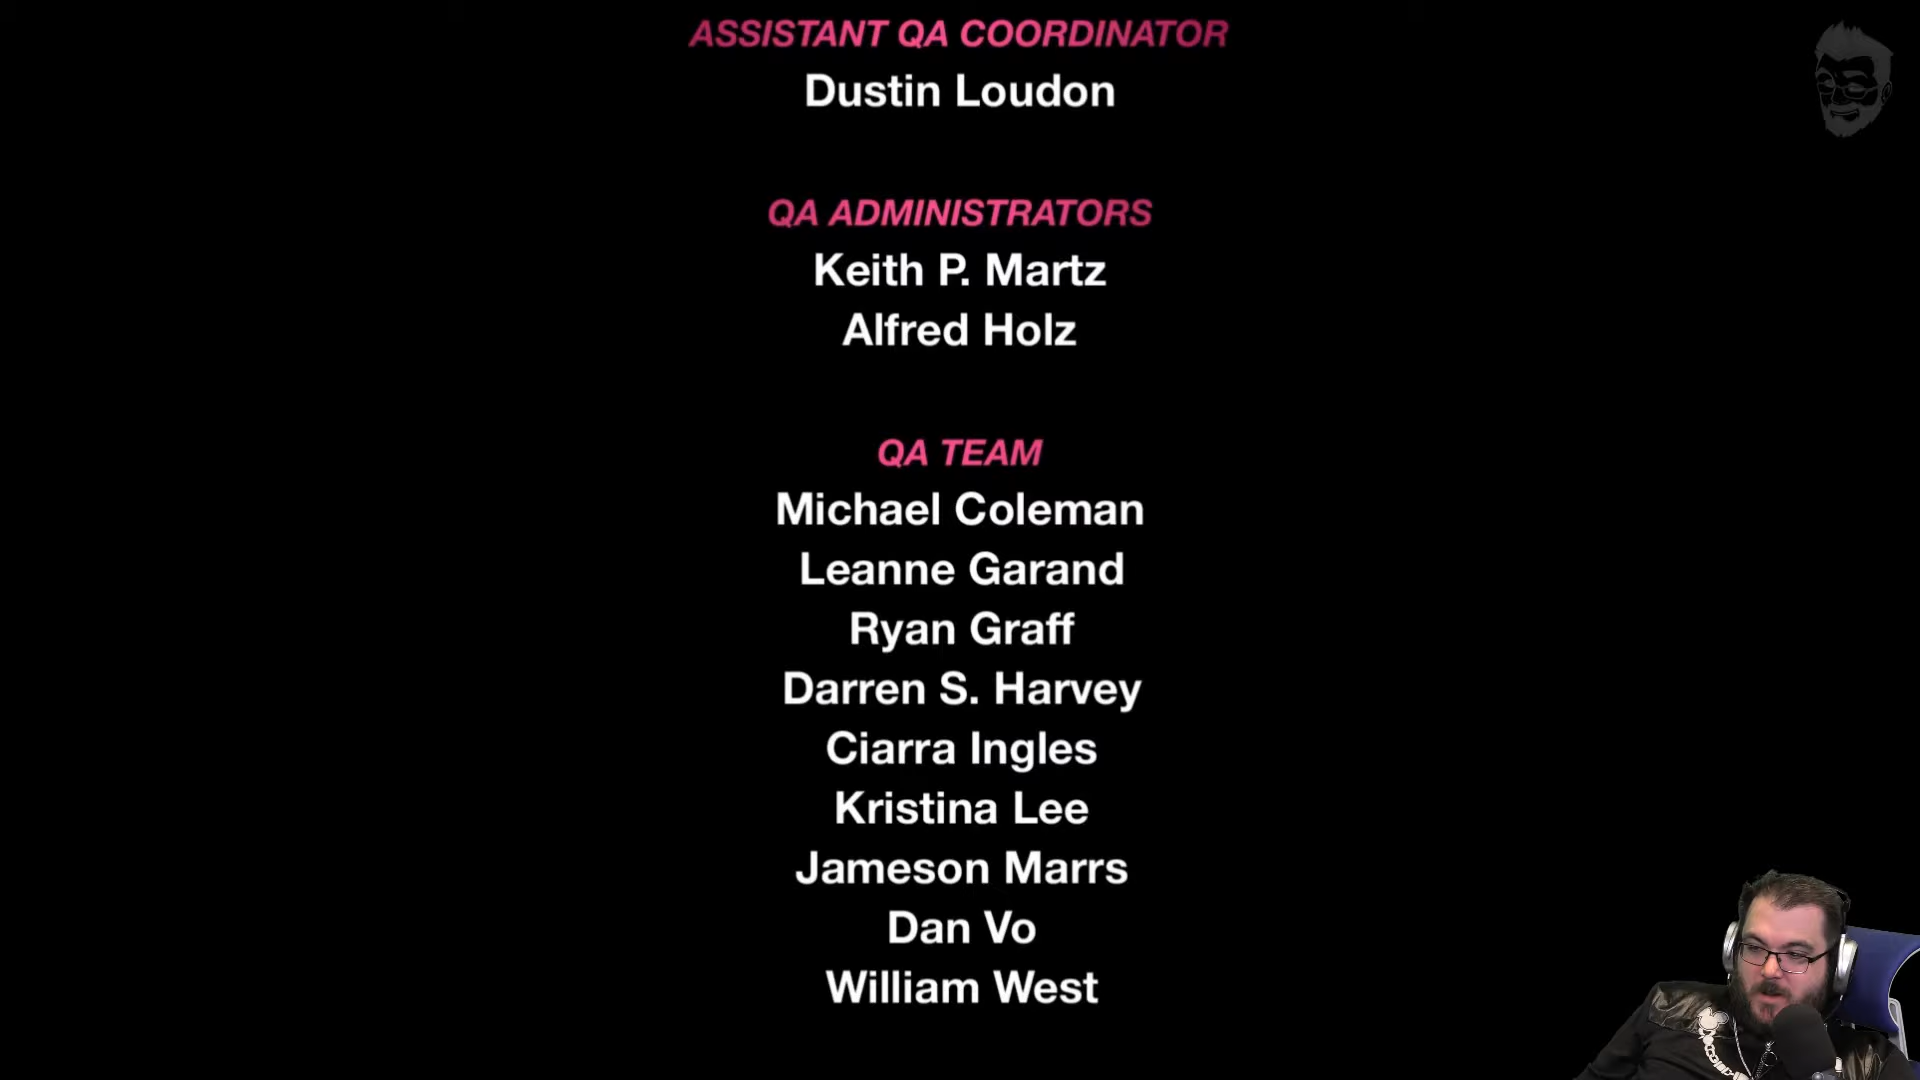 ASSISTANT QA COORDINATOR
Dustin Loudon
QA ADMINISTRATORS
Keith P. Martz
Alfred Holz
QA TEAM
Michael Coleman
Leanne Garand
Ryan Graff
Darren S. Harvey
Ciarra Ingles
Kristina Lee
Jameson Marrs
Dan Vo
William West